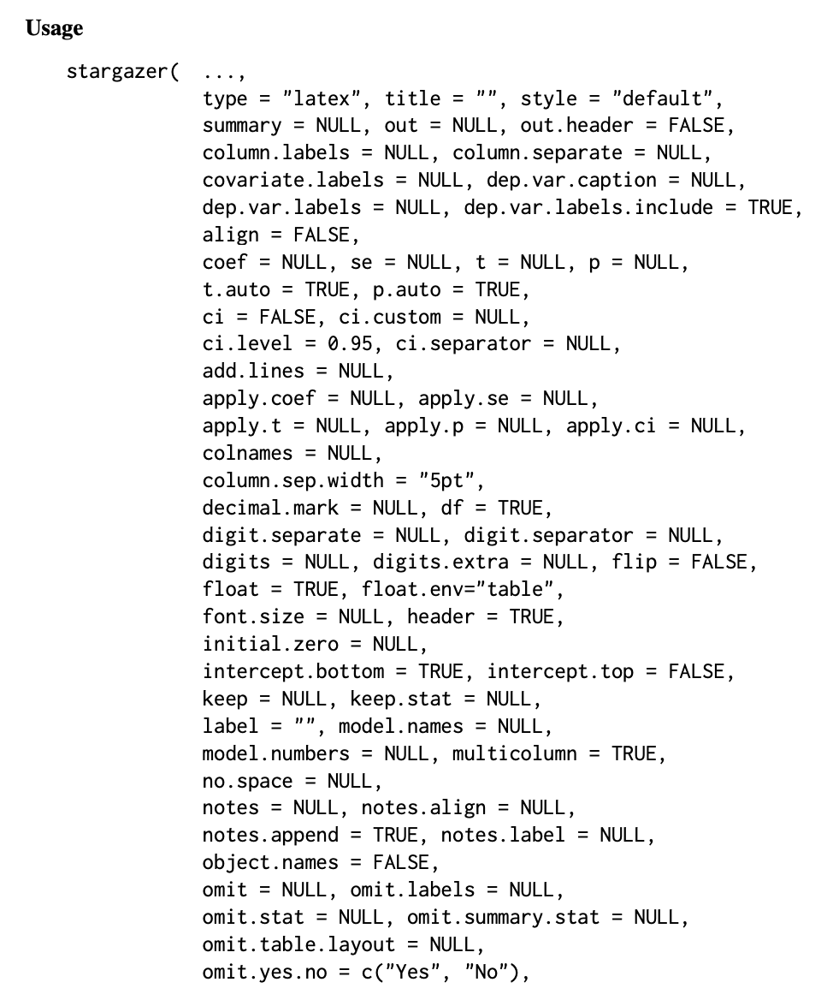 Usage
stargazer( ...,
type = "latex", title = "", style = "default",
summary = NULL, out = NULL, out.header = FALSE,
column.labels = NULL, column.separate = NULL,
covariate.labels = NULL, dep.var.caption = NULL,
dep.var.labels = NULL, dep.var.labels.include = TRUE,
align = FALSE,
coef = NULL, se = NULL, t = NULL, p = NULL,
t.auto = TRUE, p.auto = TRUE,
ci = FALSE, ci.custom = NULL,
ci.level = 0.95, ci.separator = NULL,
add.lines = NULL,
apply.coef = NULL, apply.se = NULL,
apply.t = NULL, apply.p = NULL, apply.ci = NULL,
colnames = NULL,
column.sep.width = "5pt",
decimal.mark = NULL, df = TRUE,
digit.separate = NULL, digit.separator = NULL,
digits = NULL, digits.extra = NULL, flip = FALSE,
float = TRUE, float.env="table",
font.size = NULL, header = TRUE,
initial.zero = NULL,
intercept.bottom = TRUE, intercept.top = FALSE,
keep = NULL, keep.stat = NULL,
label = "", model.names = NULL,
model.numbers = NULL, multicolumn = TRUE,
no.space = NULL,
notes = NULL, notes.align = NULL,
notes.append = TRUE, notes.label = NULL,
object.names = FALSE,
omit = NULL, omit.labels = NULL,
omit.stat = NULL, omit.summary.stat = NULL,
omit.table.layout = NULL,
omit.yes.no = c("Yes", "No"),